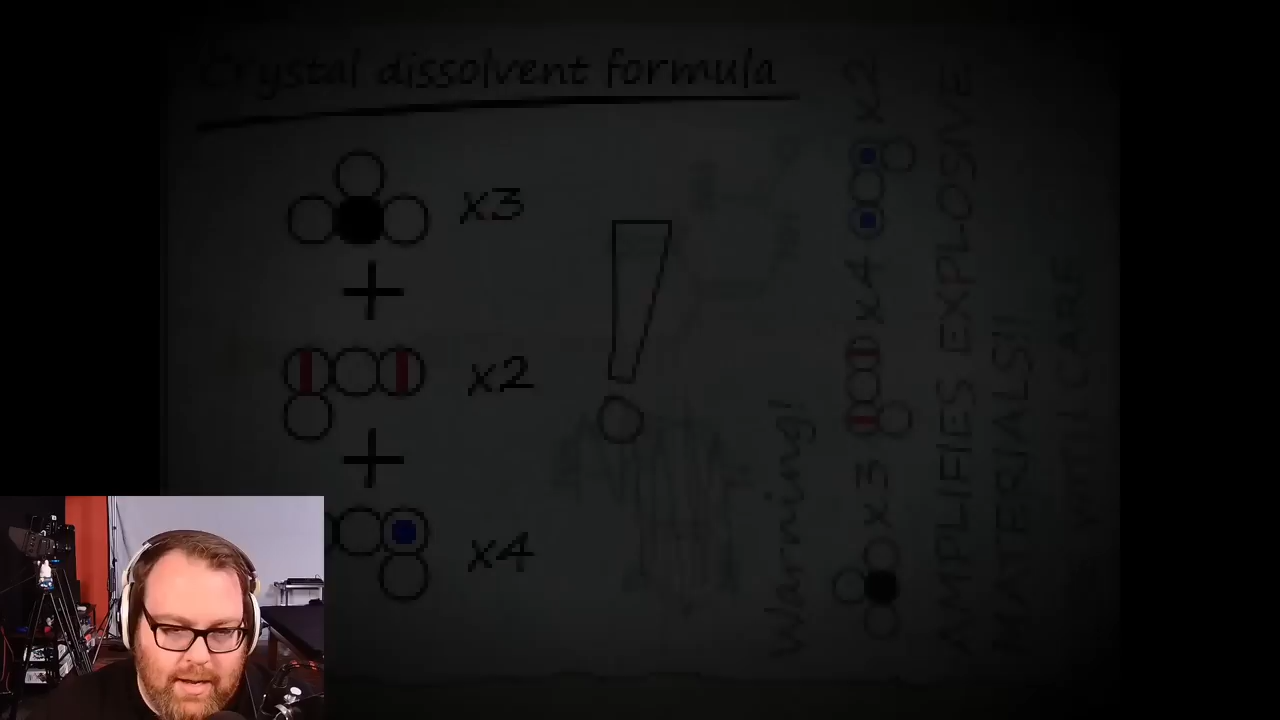 Crystal dissolvent formula
x3
+
x2
+
x4
Warning!
x3 x4 x2
AMPLIFIES EXPLOSIVE
MATERIALS!!